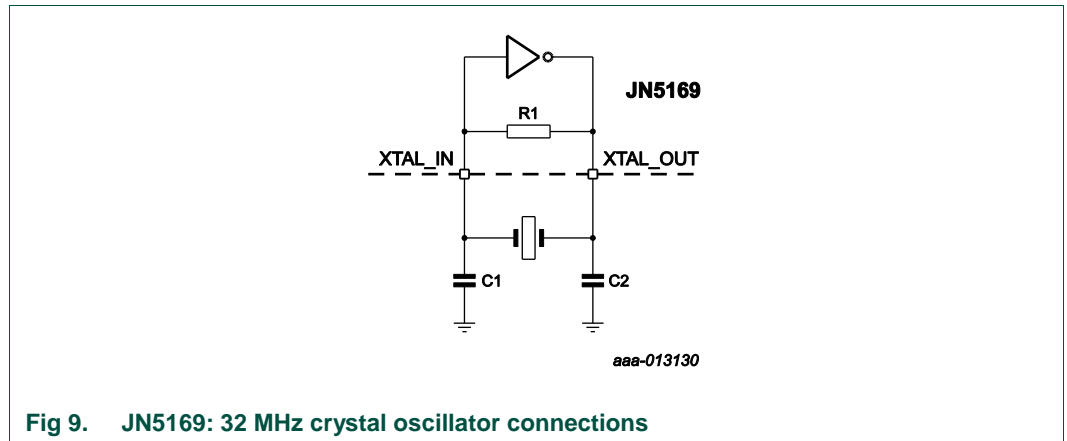 JN5169
R1
XTAL_IN
XTAL_OUT
C1
C2
aaa-013130
Fig 9. JN5169: 32 MHz crystal oscillator connections